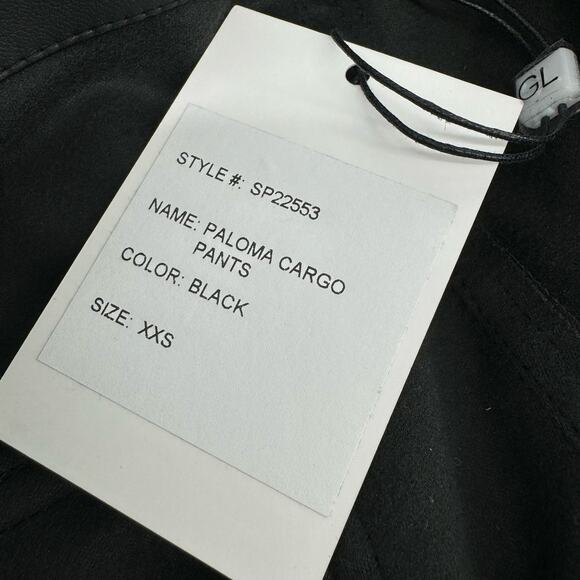 GL
STYLE #: SP22553
NAME: PALOMA CARGO
PANTS
COLOR: BLACK
SIZE: XXS